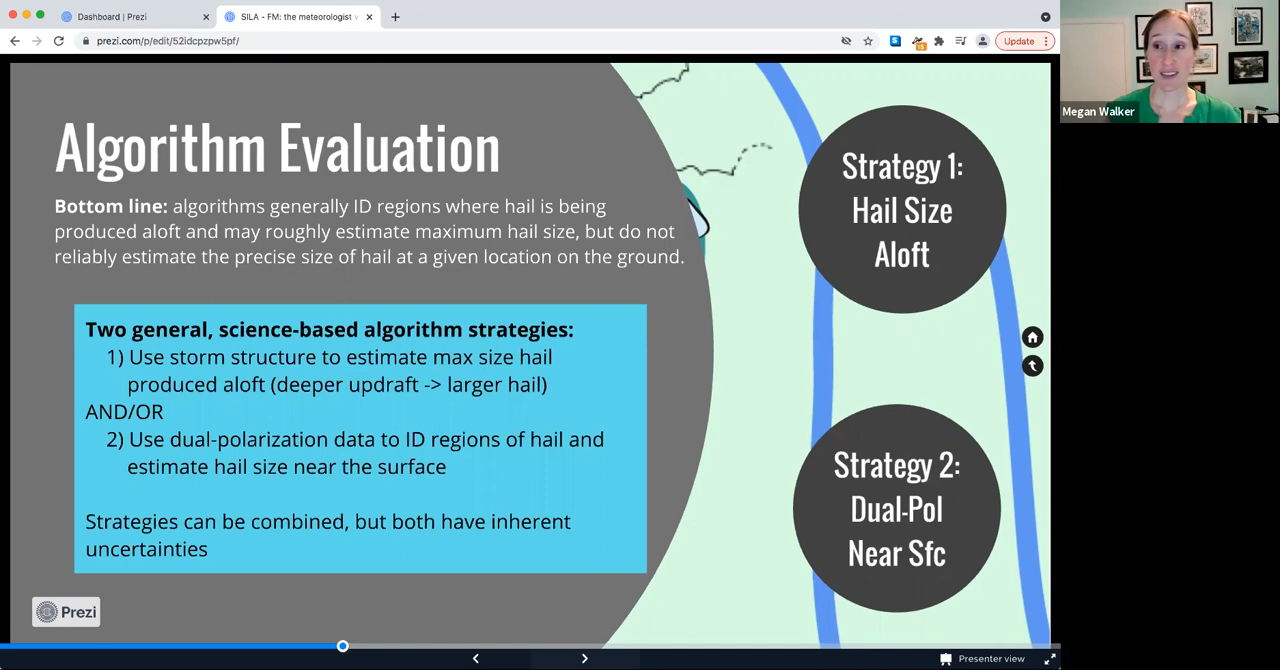 Dashboard | Prezi
SILA - FM: the meteorologist v
prezi.com/p/edit/52idcpzpw5pf/
15
Update
Megan Walker
Algorithm Evaluation
Bottom line: algorithms generally ID regions where hail is being
produced aloft and may roughly estimate maximum hail size, but do not
reliably estimate the precise size of hail at a given location on the ground.
Two general, science-based algorithm strategies:
1) Use storm structure to estimate max size hail
produced aloft (deeper updraft -> larger hail)
AND/OR
2) Use dual-polarization data to ID regions of hail and
estimate hail size near the surface
Strategies can be combined, but both have inherent
uncertainties
Strategy 1:
Hail Size
Aloft
Strategy 2:
Dual-Pol
Near Sfc
Prezi
Presenter view